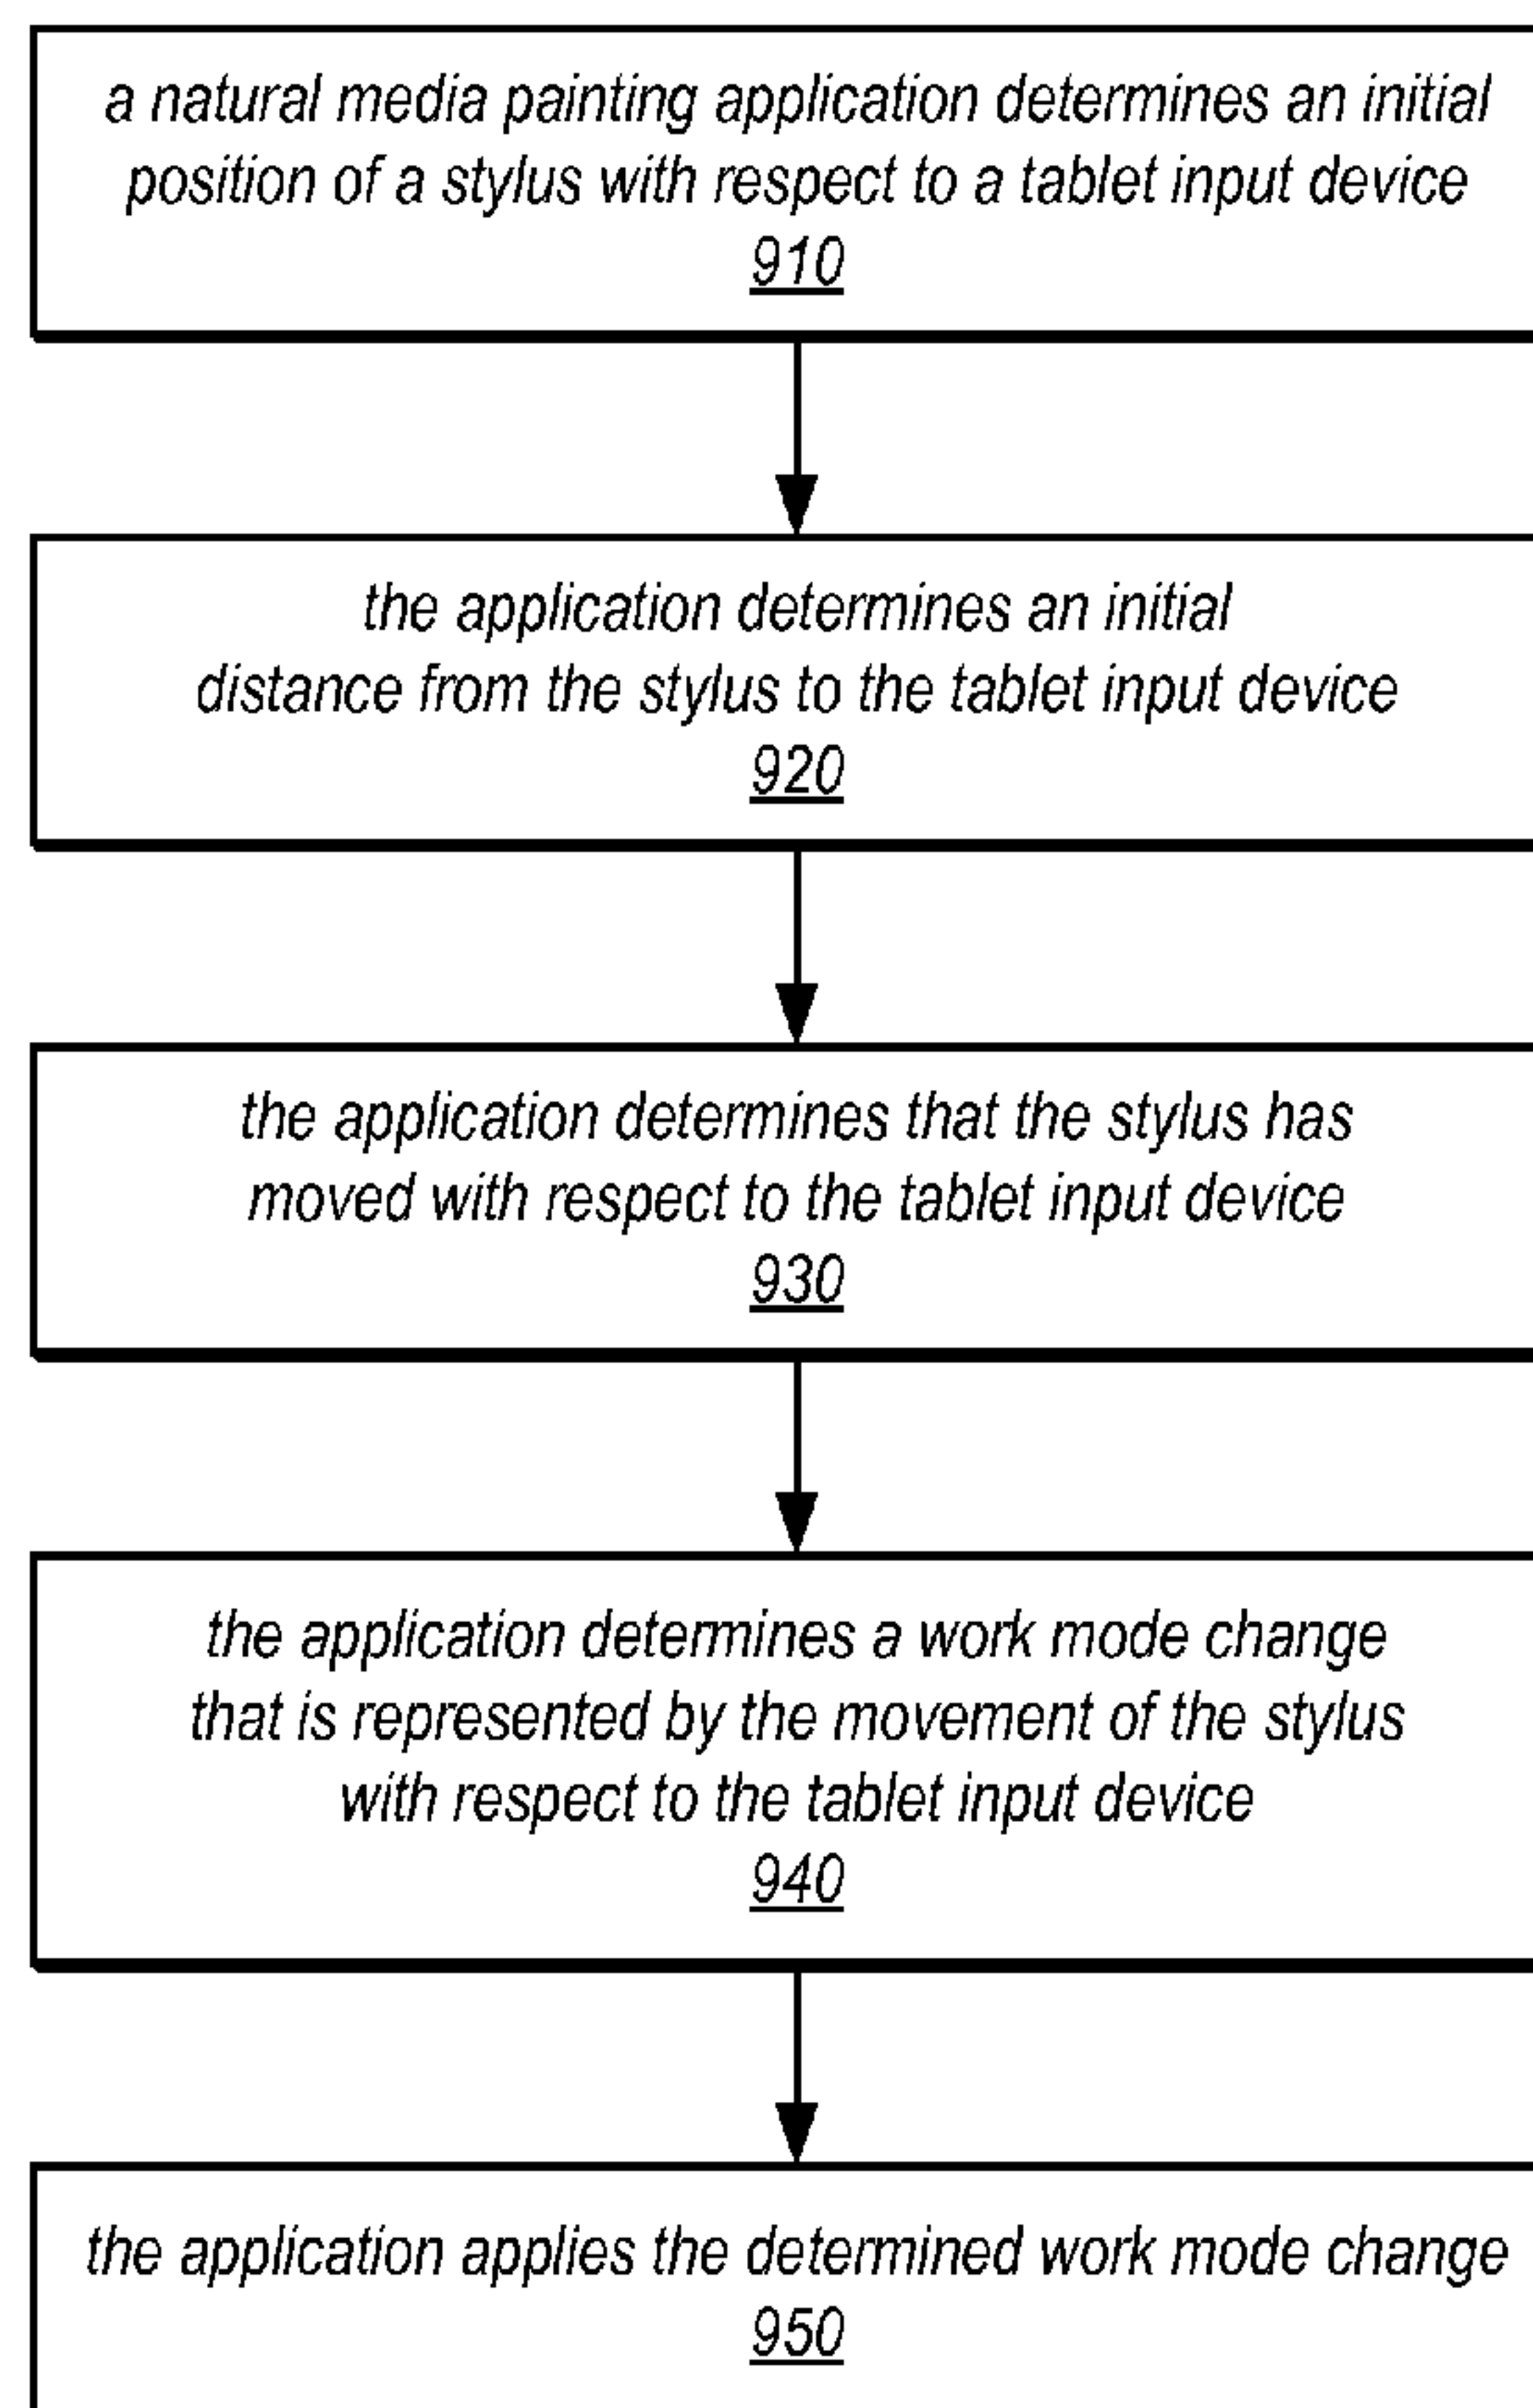 a natural media painting application determines an initial
position of a stylus with respect to a tablet input device
910
the application determines an initial
distance from the stylus to the tablet input device
920
the application determines that the stylus has
moved with respect to the tablet input device
930
the application determines a work mode change
that is represented by the movement of the stylus
with respect to the tablet input device
940
the application applies the determined work mode change
950